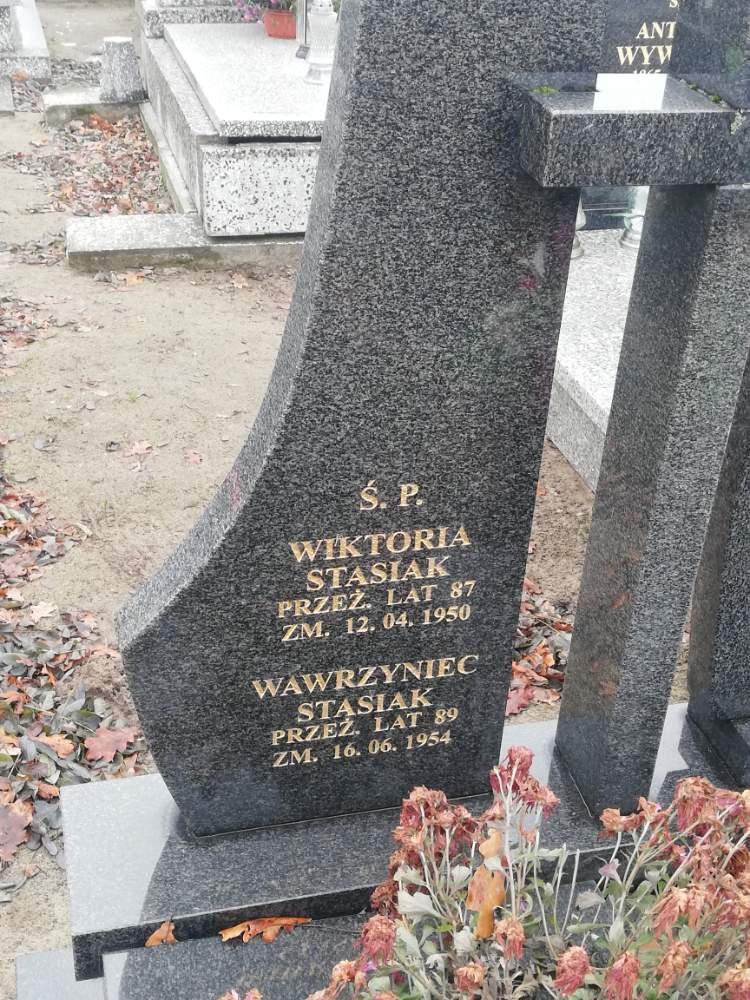 Ś. P.
WIKTORIA
STASIAK
PRZEŻ. LAT 87
ZM. 12.04.1950
WAWRZYNIEC
STASIAK
PRZEŻ. LAT 89
ZM. 16.06.1954